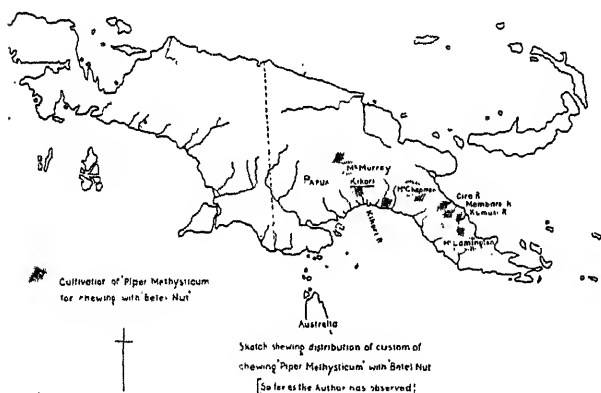 Mt McMurray
PAPUA
Kikori
Mt Chapman
Gira R
Mambare R
Kumusi R
Kikori R
Mt Lamington
Cultivation of "Piper Methysticum
for chewing with "Betel Nut"
Australia
Sketch shewing distribution of custom of
chewing "Piper Methysticum" with "Betel Nut
[So far as the Author has observed]